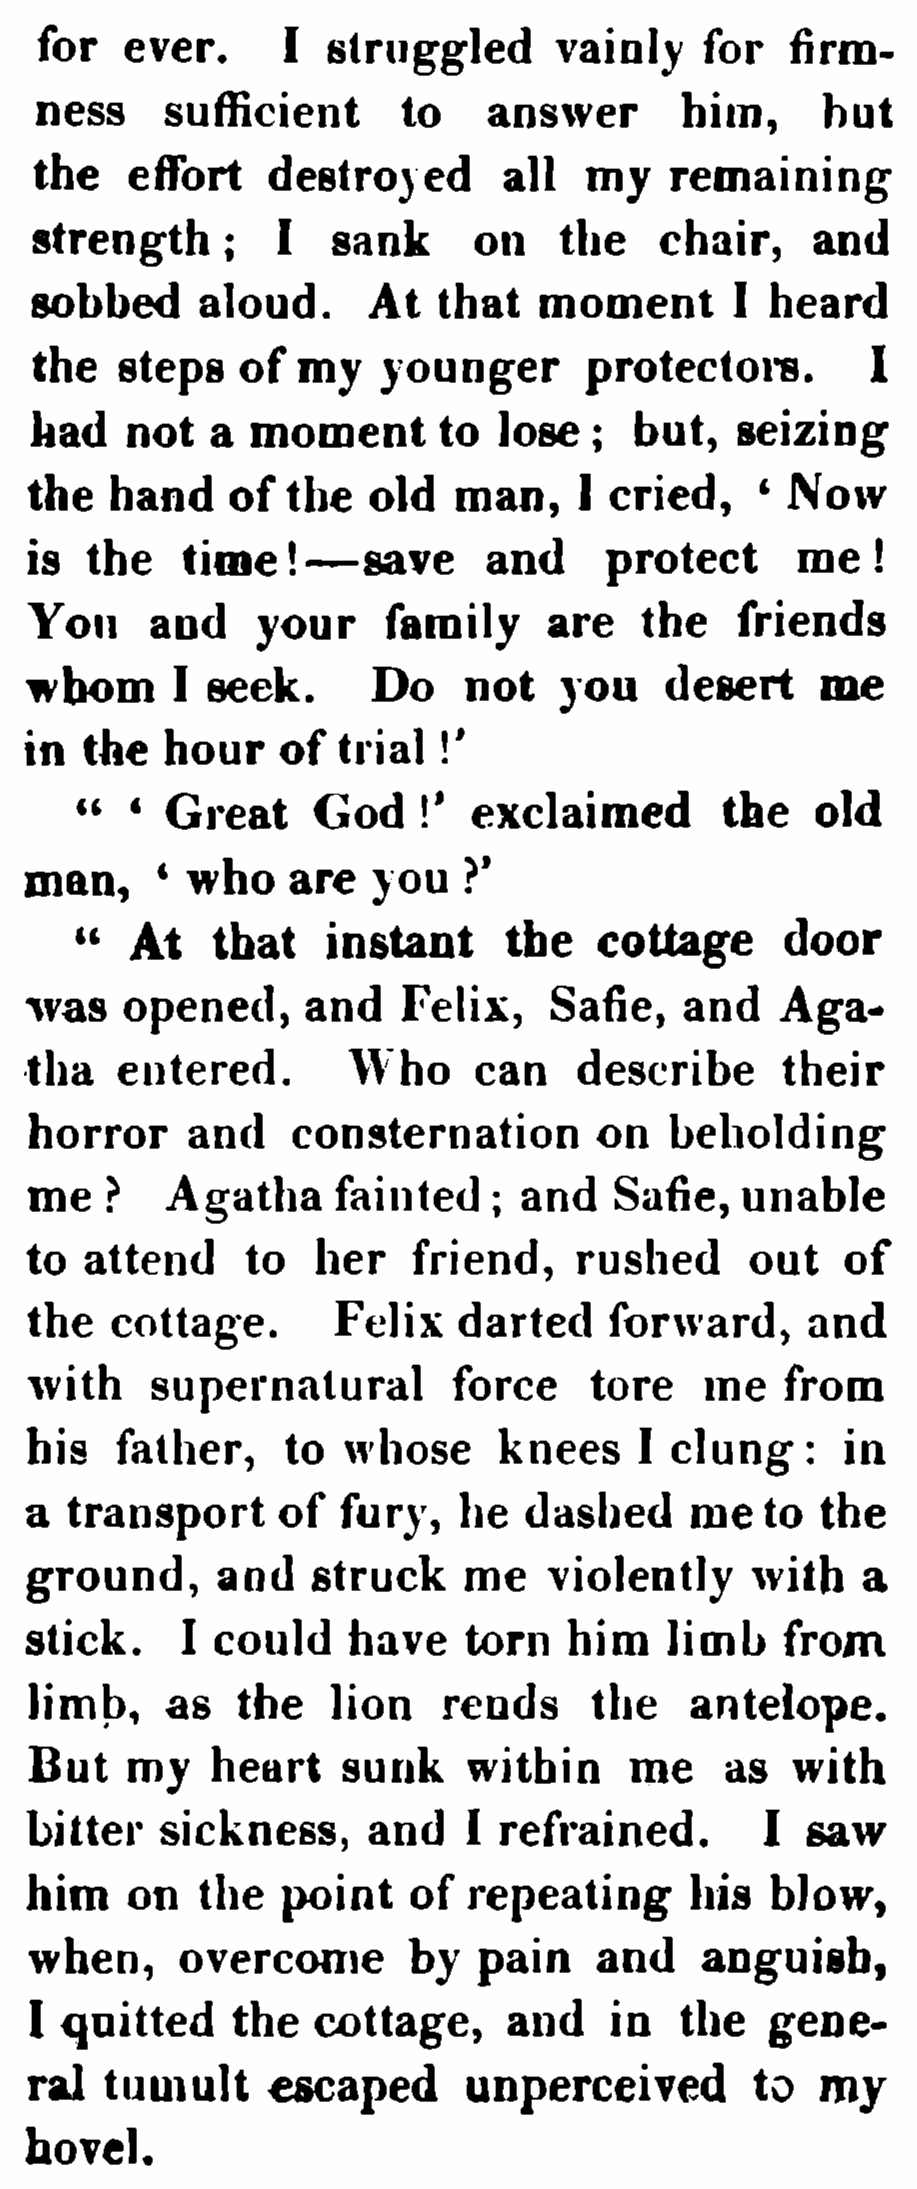 for ever. I struggled vainly for firm-
ness sufficient to answer him, but
the effort destroyed all my remaining
strength; I sank on the chair, and
sobbed aloud. At that moment I heard
the steps of my younger protectors. I
had not a moment to lose; but, seizing
the hand of the old man, I cried, ‘ Now
is the time!—save and protect me!
You and your family are the friends
whom I seek. Do not you desert me
in the hour of trial!’
“ ‘ Great God!’ exclaimed the old
man, ‘ who are you?’
“ At that instant the cottage door
was opened, and Felix, Safie, and Aga-
tha entered. Who can describe their
horror and consternation on beholding
me? Agatha fainted; and Safie, unable
to attend to her friend, rushed out of
the cottage. Felix darted forward, and
with supernatural force tore me from
his father, to whose knees I clung: in
a transport of fury, he dashed me to the
ground, and struck me violently with a
stick. I could have torn him limb from
limb, as the lion rends the antelope.
But my heart sunk within me as with
bitter sickness, and I refrained. I saw
him on the point of repeating his blow,
when, overcome by pain and anguish,
I quitted the cottage, and in the gene-
ral tumult escaped unperceived to my
hovel.